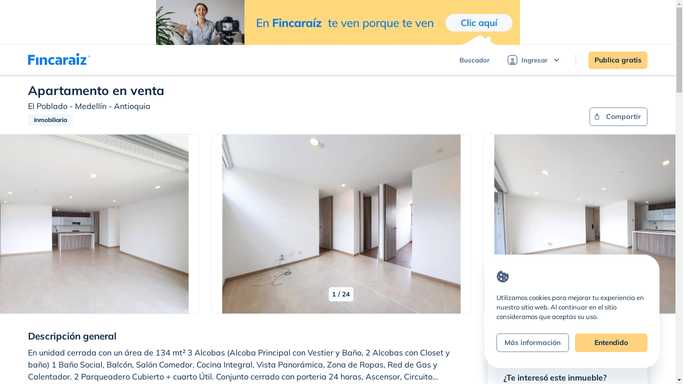 En Fincaraíz te ven porque te ven
Clic aquí
Fincaraiz
Buscador
Ingresar
Publica gratis
Apartamento en venta
El Poblado - Medellín - Antioquia
Inmobiliaria
Compartir
1 / 24
Utilizamos cookies para mejorar tu experiencia en
nuestro sitio web. Al continuar en el sitio
consideramos que aceptas su uso.
Más información
Entendido
Descripción general
En unidad cerrada con un área de 134 mt² 3 Alcobas (Alcoba Principal con Vestier y Baño, 2 Alcobas con Closet y
baño) 1 Baño Social, Balcón, Salón Comedor, Cocina Integral, Vista Panorámica, Zona de Ropas, Red de Gas y
Calentador. 2 Parqueadero Cubierto + cuarto Útil. Conjunto cerrado con portería 24 horas, Ascensor, Circuito...
¿Te interesó este inmueble?